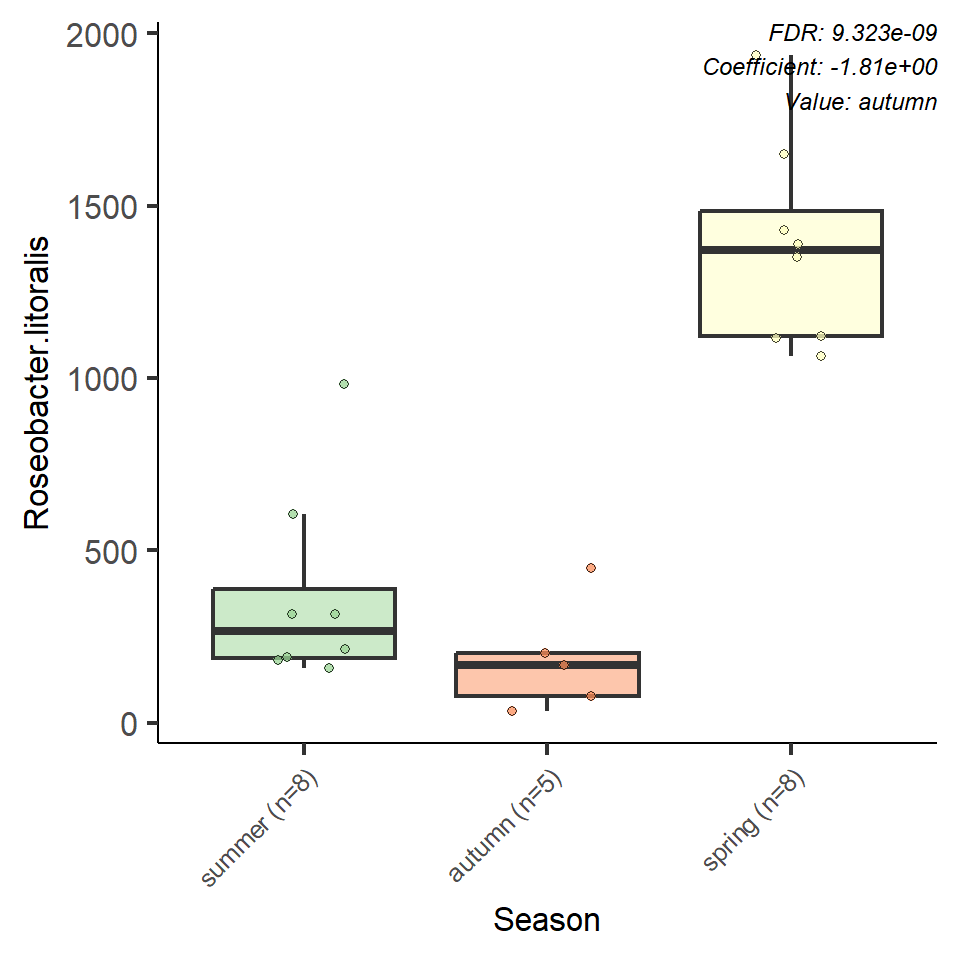 FDR: 9.323e-09
Coefficient: -1.81e+00
Value: autumn
2000
1500
1000
500
0
Roseobacter.litoralis
summer (n=8)
autumn (n=5)
spring (n=8)
Season